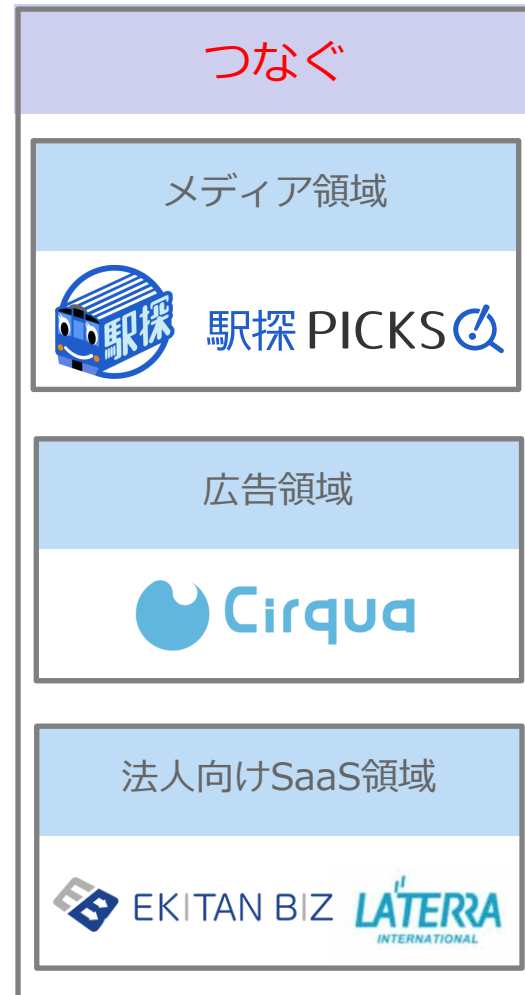 つなぐ
メディア領域
駅探
駅探 PICKS
広告領域
Cirqua
法人向けSaaS領域
EB EKITAN BIZ
LATERRA
INTERNATIONAL